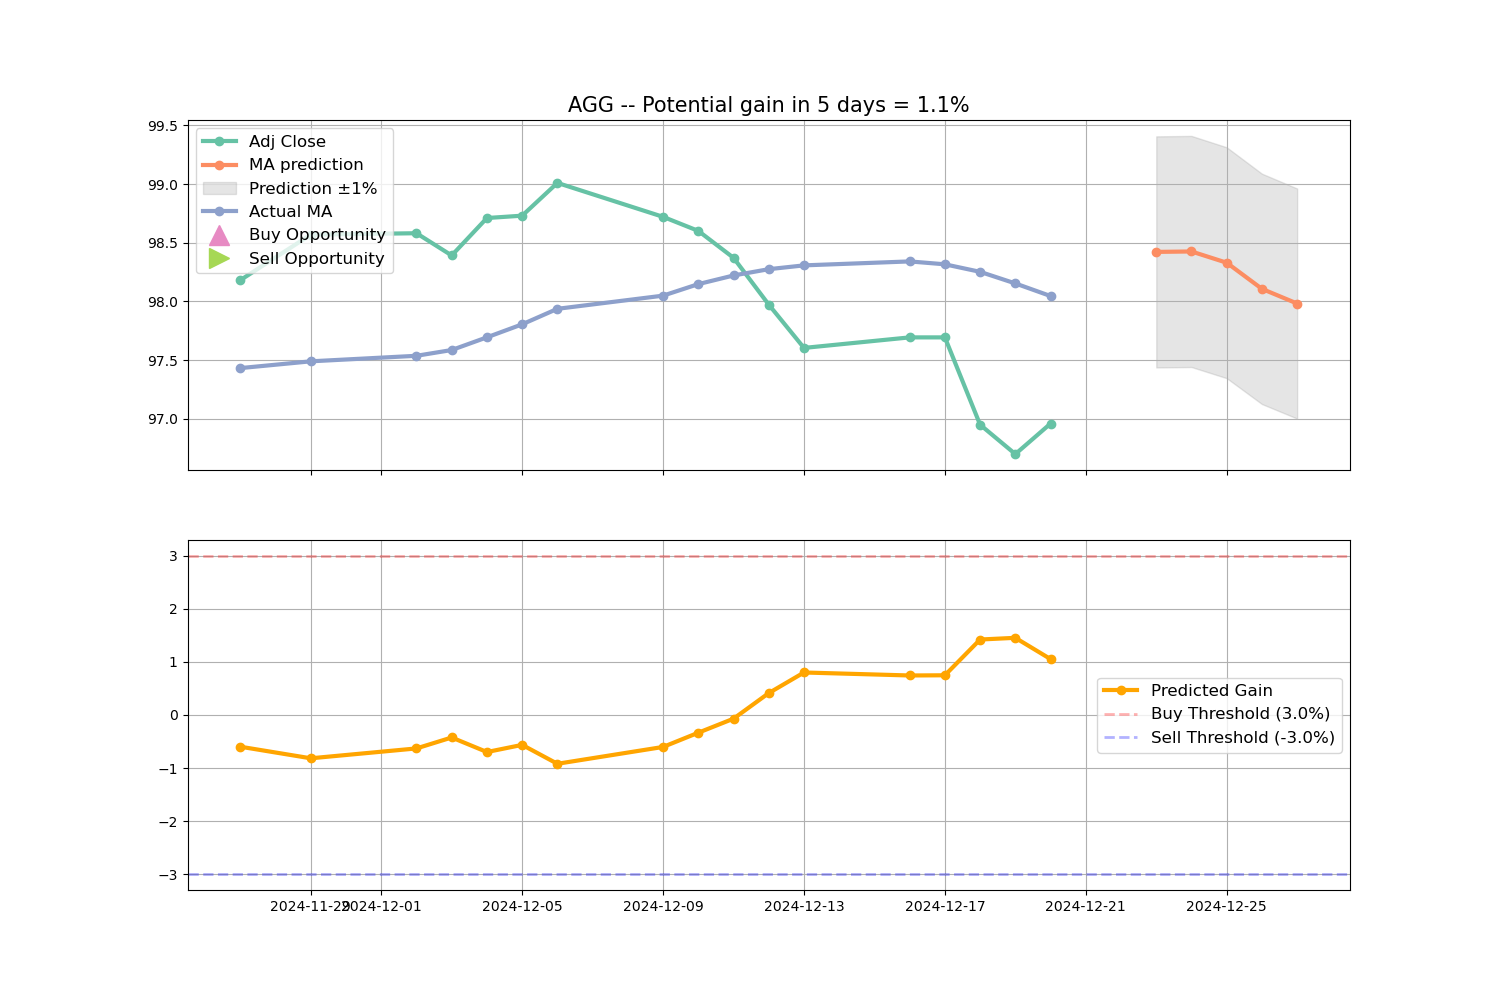 AGG -- Potential gain in 5 days = 1.1%
99.5
99.0
98.5
98.0
97.5
97.0
Adj Close
MA prediction
Prediction ±1%
Actual MA
Buy Opportunity
Sell Opportunity
3
2
1
0
−1
−2
−3
Predicted Gain
Buy Threshold (3.0%)
Sell Threshold (-3.0%)
2024-11-29 2024-12-01 2024-12-05 2024-12-09 2024-12-13 2024-12-17 2024-12-21 2024-12-25